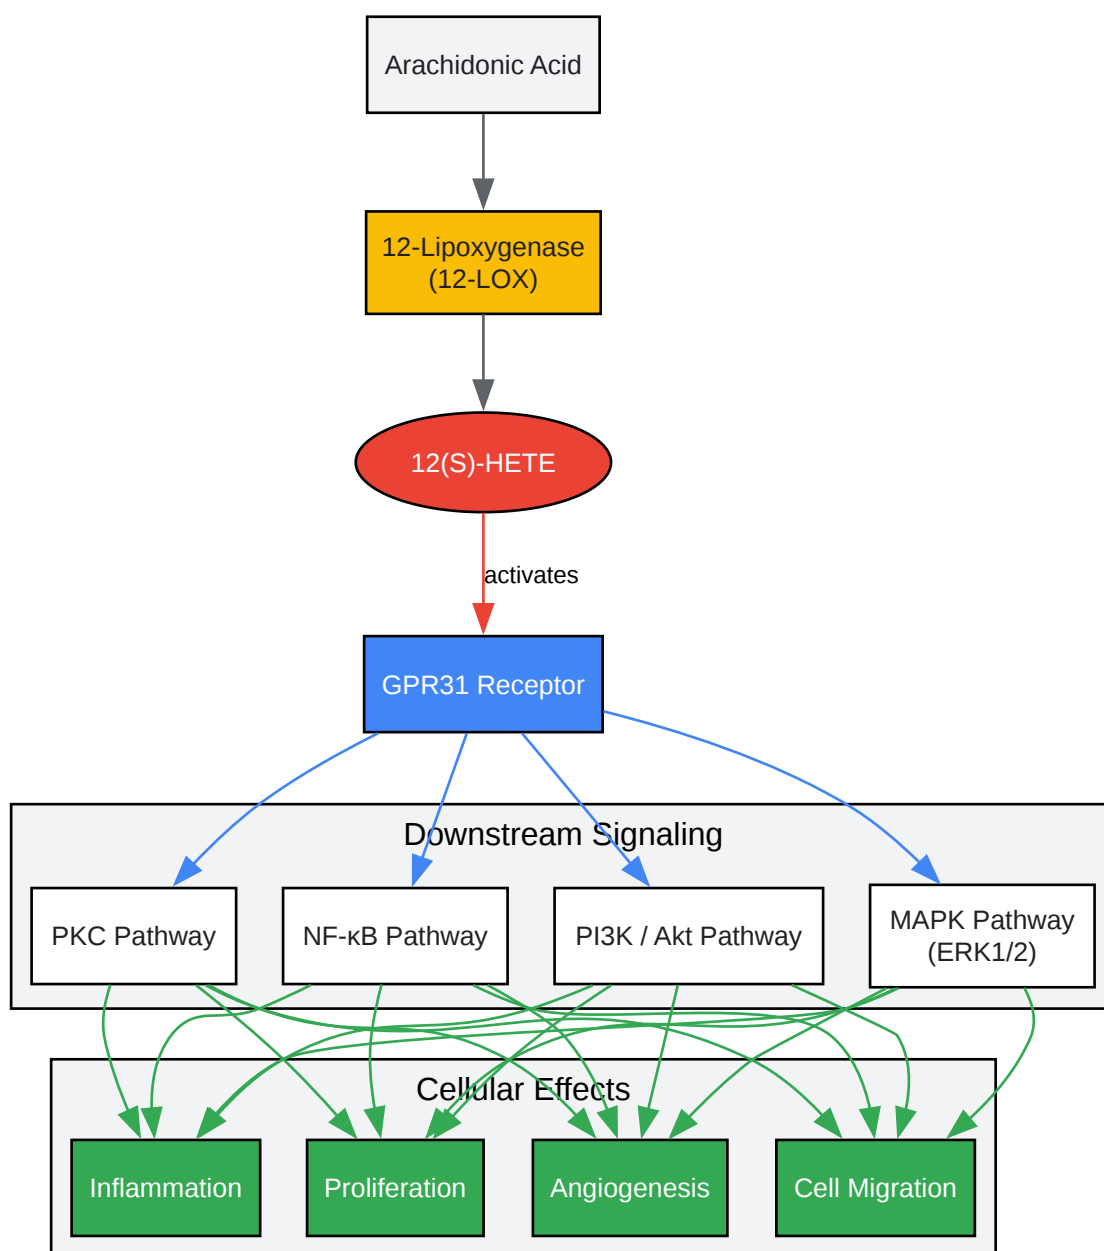 Arachidonic Acid
12-Lipoxygenase
(12-LOX)
12(S)-HETE
activates
GPR31 Receptor
Downstream Signaling
PKC Pathway
NF-κB Pathway
PI3K / Akt Pathway
MAPK Pathway
(ERK1/2)
Cellular Effects
Inflammation
Proliferation
Angiogenesis
Cell Migration